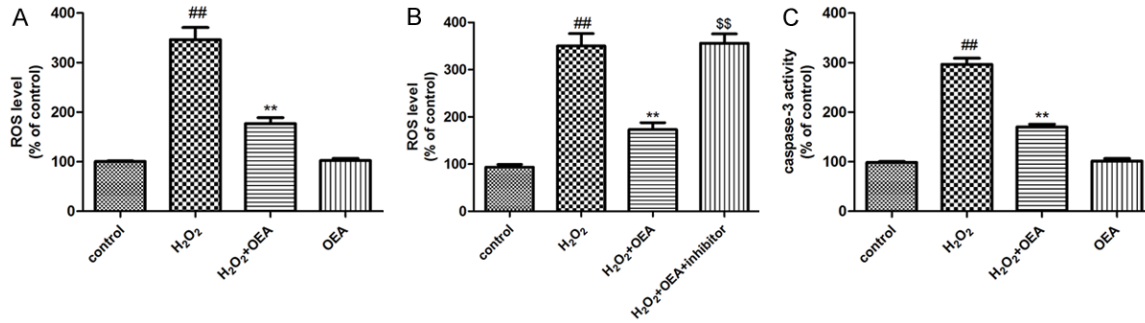 A
ROS level
(% of control)
400
300
200
100
0
##
**
control
H₂O₂
H₂O₂+OEA
OEA
B
ROS level
(% of control)
400
300
200
100
0
##
**
$$
control
H₂O₂
H₂O₂+OEA
H₂O₂+OEA+inhibitor
C
caspase-3 activity
(% of control)
400
300
200
100
0
##
**
control
H₂O₂
H₂O₂+OEA
OEA